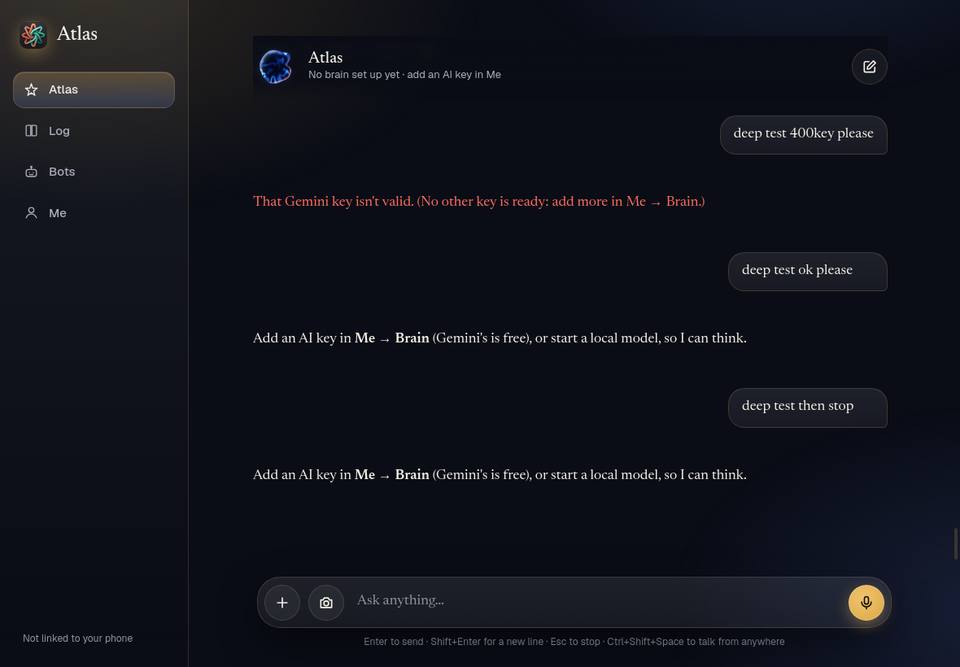 Atlas
Atlas
Log
Bots
Me
Not linked to your phone
Atlas
No brain set up yet · add an AI key in Me
deep test 400key please
That Gemini key isn't valid. (No other key is ready: add more in Me → Brain.)
deep test ok please
Add an AI key in Me → Brain (Gemini's is free), or start a local model, so I can think.
deep test then stop
Add an AI key in Me → Brain (Gemini's is free), or start a local model, so I can think.
Ask anything...
Enter to send · Shift+Enter for a new line · Esc to stop · Ctrl+Shift+Space to talk from anywhere